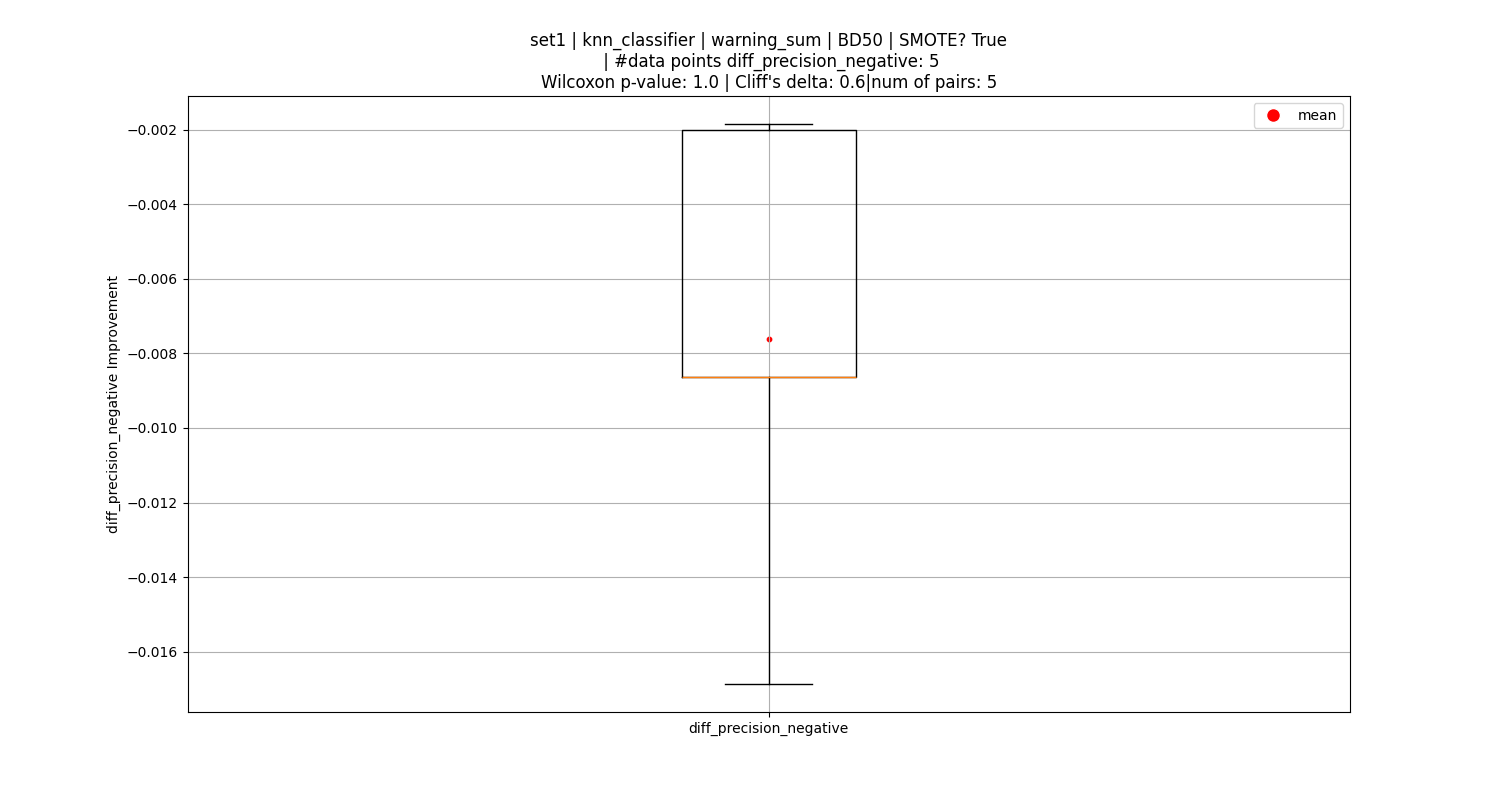 set1 | knn_classifier | warning_sum | BD50 | SMOTE? True
| #data points diff_precision_negative: 5
Wilcoxon p-value: 1.0 | Cliff's delta: 0.6|num of pairs: 5
mean
−0.002
−0.004
−0.006
−0.008
−0.010
−0.012
−0.014
−0.016
diff_precision_negative Improvement
diff_precision_negative